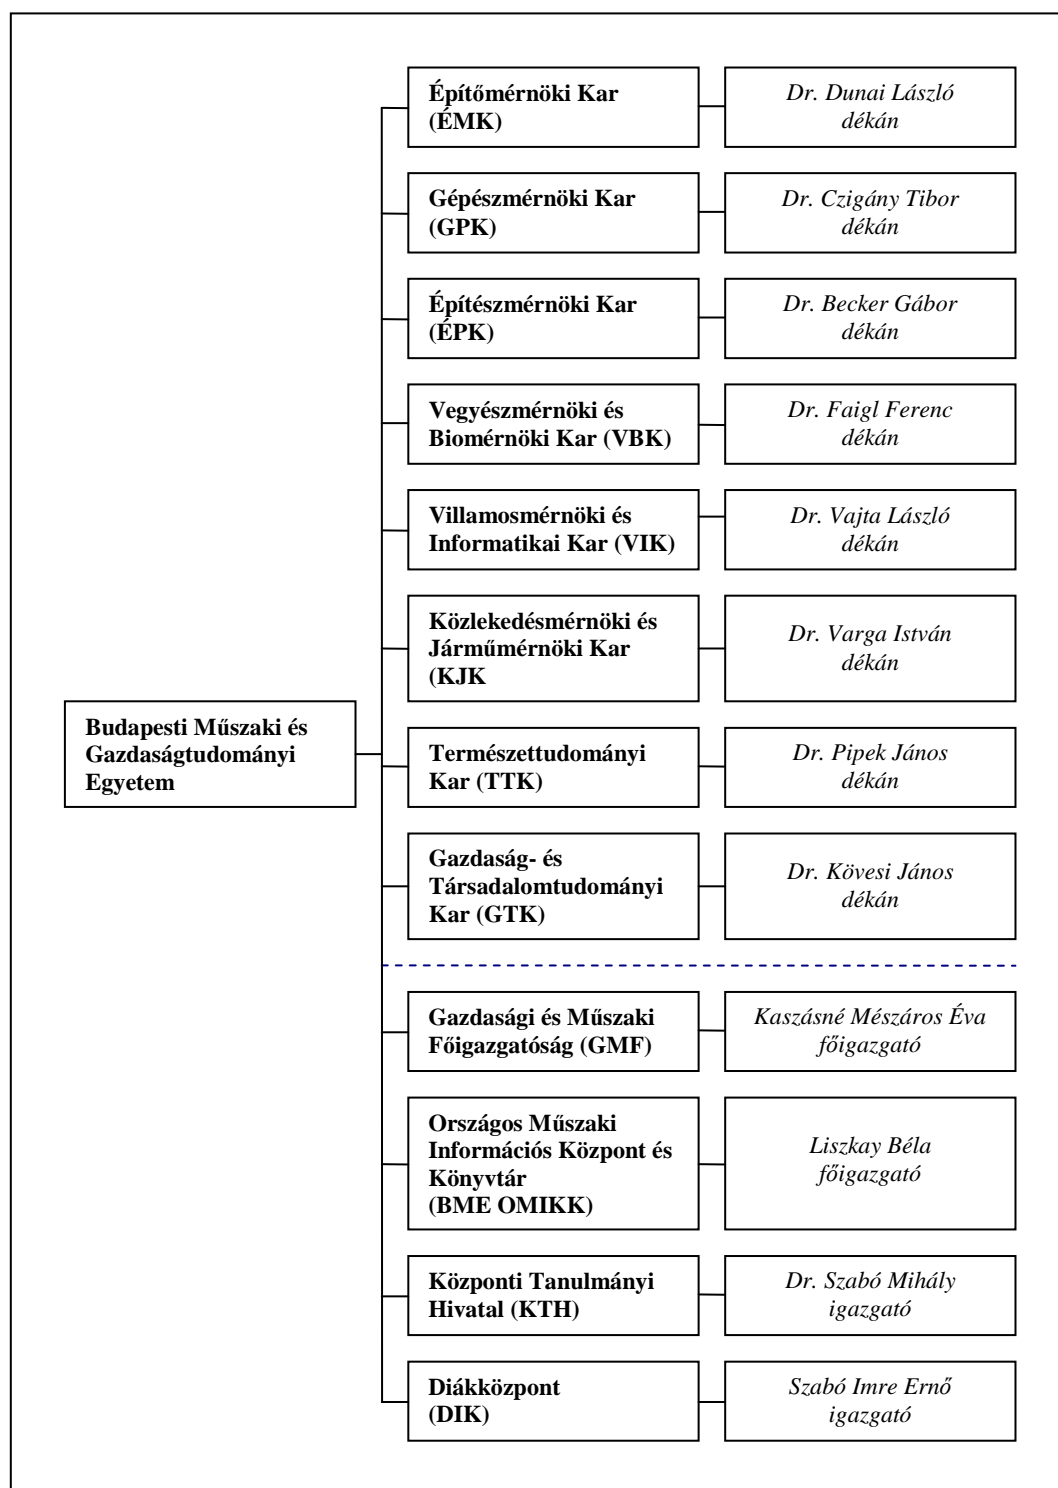 Építőmérnöki Kar
(ÉMK)
Dr. Dunai László
dékán
Gépészmérnöki Kar
(GPK)
Dr. Czigány Tibor
dékán
Építészmérnöki Kar
(ÉPK)
Dr. Becker Gábor
dékán
Vegyészmérnöki és
Biomérnöki Kar (VBK)
Dr. Faigl Ferenc
dékán
Villamosmérnöki és
Informatikai Kar (VIK)
Dr. Vajta László
dékán
Közlekedésmérnöki és
Járműmérnöki Kar
(KJK
Dr. Varga István
dékán
Budapesti Műszaki és
Gazdaságtudományi
Egyetem
Természettudományi
Kar (TTK)
Dr. Pipek János
dékán
Gazdaság- és
Társadalomtudományi
Kar (GTK)
Dr. Kövesi János
dékán
Gazdasági és Műszaki
Főigazgatóság (GMF)
Kaszásné Mészáros Éva
főigazgató
Országos Műszaki
Információs Központ és
Könyvtár
(BME OMIKK)
Liszkay Béla
főigazgató
Központi Tanulmányi
Hivatal (KTH)
Dr. Szabó Mihály
igazgató
Diákközpont
(DIK)
Szabó Imre Ernő
igazgató